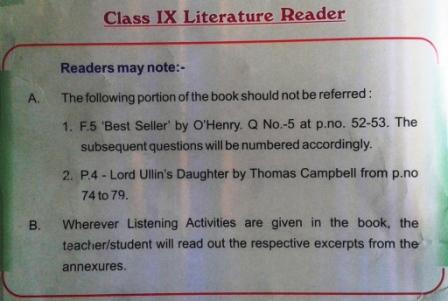 Class IX Literature Reader
Readers may note:-
A. The following portion of the book should not be referred :
1. F.5 'Best Seller' by O'Henry. Q No.-5 at p.no. 52-53. The
subsequent questions will be numbered accordingly.
2. P.4 - Lord Ullin's Daughter by Thomas Campbell from p.no
74 to 79.
B. Wherever Listening Activities are given in the book, the
teacher/student will read out the respective excerpts from the
annexures.